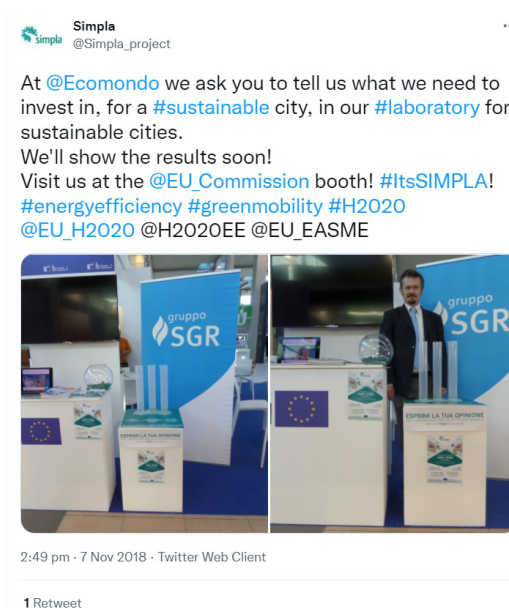 Simpla
@Simpla_project
simpla
At @Ecomondo we ask you to tell us what we need to
invest in, for a #sustainable city, in our #laboratory for
sustainable cities.
We'll show the results soon!
Visit us at the @EU_Commission booth! #ItsSIMPLA!
#energyefficiency #greenmobility #H2020
@EU_H2020 @H2020EE @EU_EASME
gruppo
SGR
ESPRIMI LA TUA OPINIONE
gruppo
SGR
ESPRIMI LA TUA OPINIONE
2:49 pm · 7 Nov 2018 · Twitter Web Client
1 Retweet